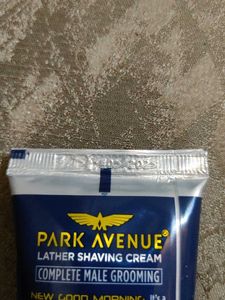 PARK AVENUE®
LATHER SHAVING CREAM
COMPLETE MALE GROOMING
NEW GOOD MORNING: It's a